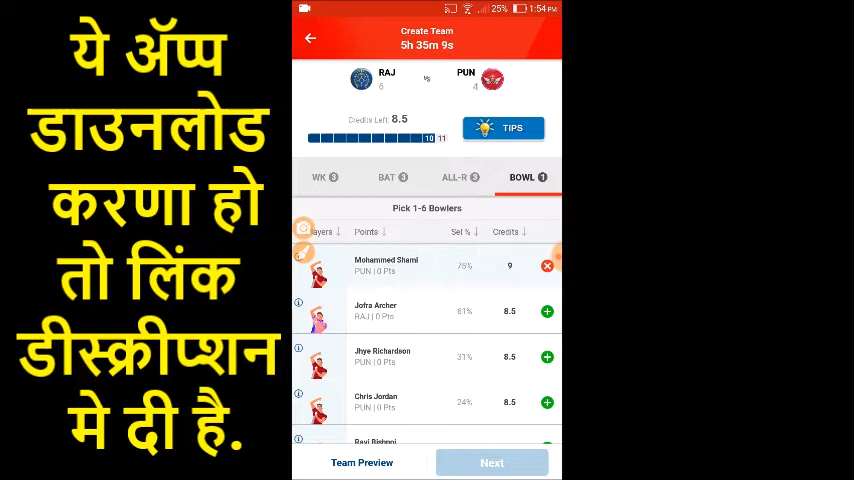 ये ॲप्प
डाउनलोड
करणा हो
तो लिंक
डीस्क्रीप्शन
मे दी है.
25% 1:54PM
Create Team
5h 35m 9s
RAJ vs PUN
6 4
Credits Left: 8.5
10 11
TIPS
WK 3 BAT 3 ALL-R 3 BOWL 1
Pick 1-6 Bowlers
ayers ↓ Points ↓ Sel % ↓ Credits ↓
Mohammed Shami
PUN | 0 Pts 75% 9
Jofra Archer
RAJ | 0 Pts 61% 8.5
Jhye Richardson
PUN | 0 Pts 31% 8.5
Chris Jordan
PUN | 0 Pts 24% 8.5
Ravi Bishnoi
Team Preview Next